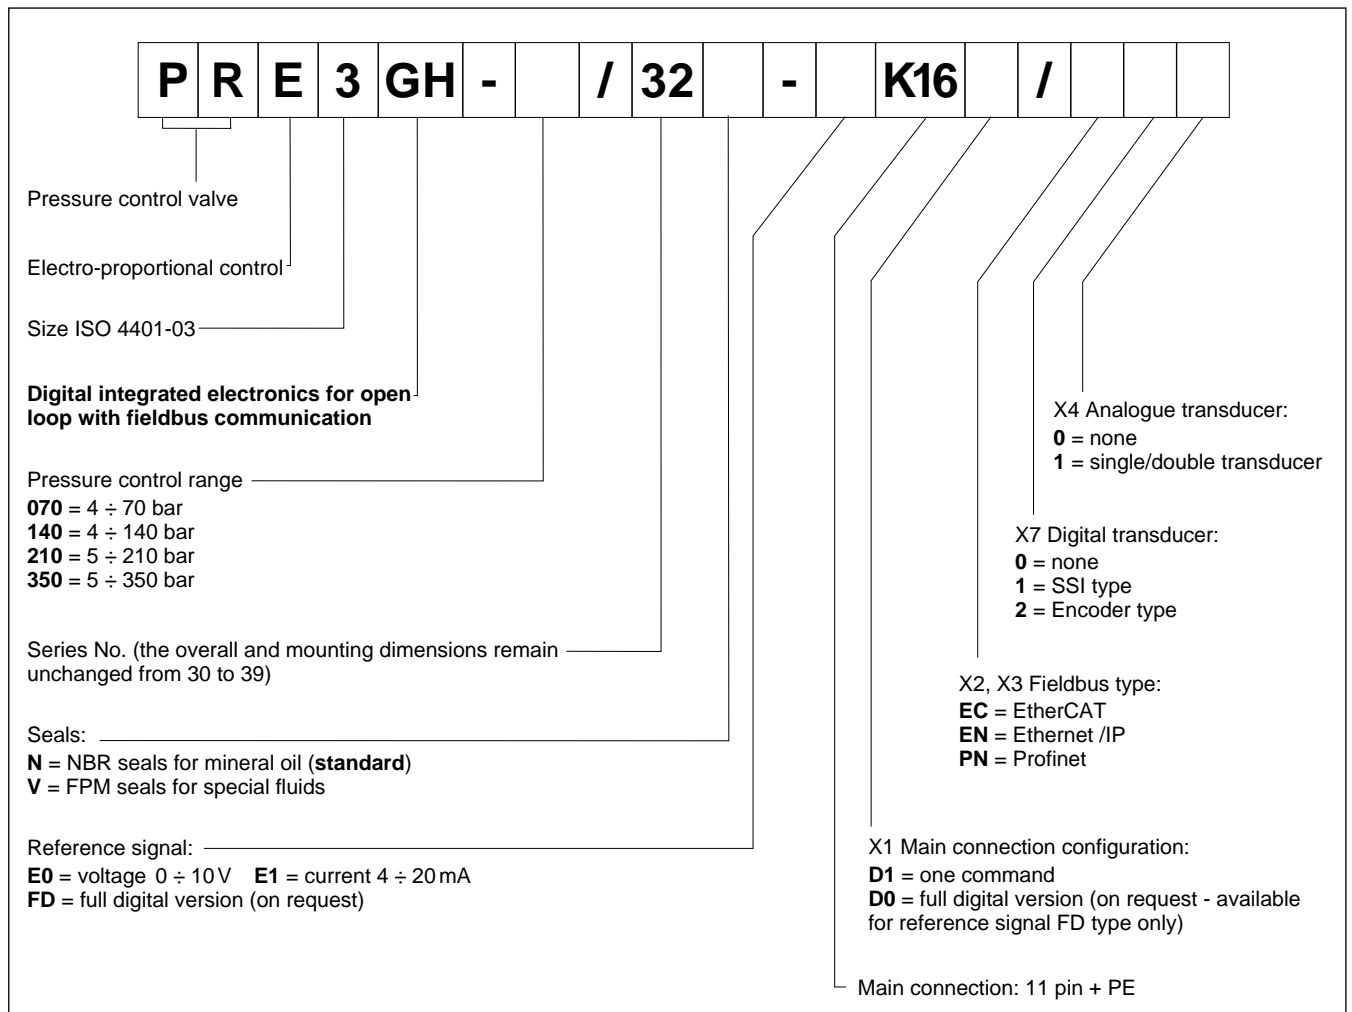 P R E 3 GH - / 32 - K16 /
Pressure control valve
Electro-proportional control
Size ISO 4401-03
Digital integrated electronics for open
loop with fieldbus communication
Pressure control range
070 = 4 ÷ 70 bar
140 = 4 ÷ 140 bar
210 = 5 ÷ 210 bar
350 = 5 ÷ 350 bar
Series No. (the overall and mounting dimensions remain
unchanged from 30 to 39)
Seals:
N = NBR seals for mineral oil (standard)
V = FPM seals for special fluids
Reference signal:
E0 = voltage 0 ÷ 10 V E1 = current 4 ÷ 20 mA
FD = full digital version (on request)
X4 Analogue transducer:
0 = none
1 = single/double transducer
X7 Digital transducer:
0 = none
1 = SSI type
2 = Encoder type
X2, X3 Fieldbus type:
EC = EtherCAT
EN = Ethernet /IP
PN = Profinet
X1 Main connection configuration:
D1 = one command
D0 = full digital version (on request - available
for reference signal FD type only)
Main connection: 11 pin + PE